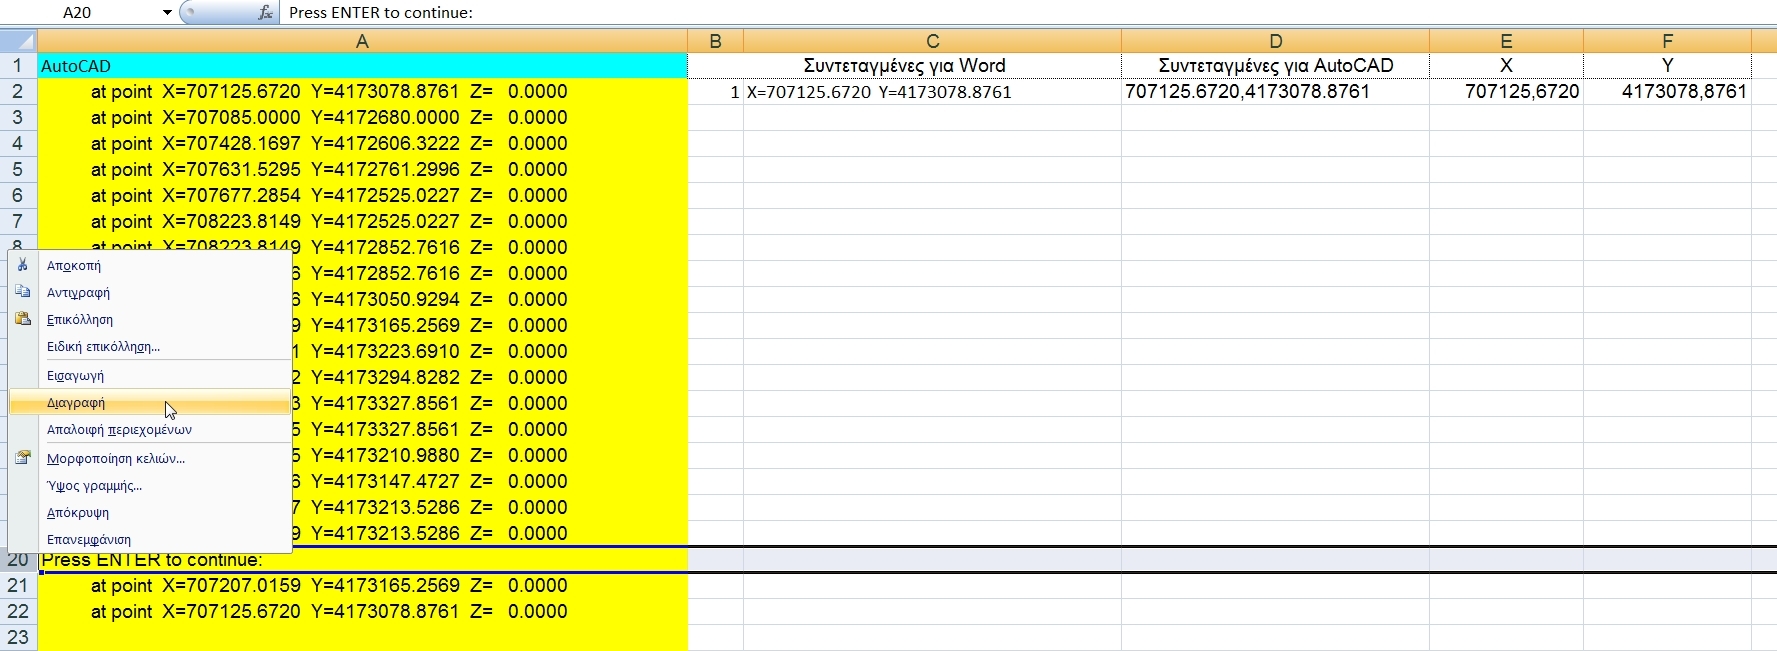 A20 fx Press ENTER to continue:
A B C D E F
1 AutoCAD Συντεταγμένες για Word Συντεταγμένες για AutoCAD X Y
2 at point X=707125.6720 Y=4173078.8761 Z= 0.0000 1 X=707125.6720 Y=4173078.8761 707125.6720,4173078.8761 707125,6720 4173078,8761
3 at point X=707085.0000 Y=4172680.0000 Z= 0.0000
4 at point X=707428.1697 Y=4172606.3222 Z= 0.0000
5 at point X=707631.5295 Y=4172761.2996 Z= 0.0000
6 at point X=707677.2854 Y=4172525.0227 Z= 0.0000
7 at point X=708223.8149 Y=4172525.0227 Z= 0.0000
8 at point X=708223.8149 Y=4172852.7616 Z= 0.0000
6 Y=4172852.7616 Z= 0.0000
6 Y=4173050.9294 Z= 0.0000
9 Y=4173165.2569 Z= 0.0000
1 Y=4173223.6910 Z= 0.0000
2 Y=4173294.8282 Z= 0.0000
3 Y=4173327.8561 Z= 0.0000
5 Y=4173327.8561 Z= 0.0000
5 Y=4173210.9880 Z= 0.0000
6 Y=4173147.4727 Z= 0.0000
7 Y=4173213.5286 Z= 0.0000
9 Y=4173213.5286 Z= 0.0000
Αποκοπή
Αντιγραφή
Επικόλληση
Ειδική επικόλληση...
Εισαγωγή
Διαγραφή
Απαλοιφή περιεχομένων
Μορφοποίηση κελιών...
Ύψος γραμμής...
Απόκρυψη
Επανεμφάνιση
20 Press ENTER to continue:
21 at point X=707207.0159 Y=4173165.2569 Z= 0.0000
22 at point X=707125.6720 Y=4173078.8761 Z= 0.0000
23